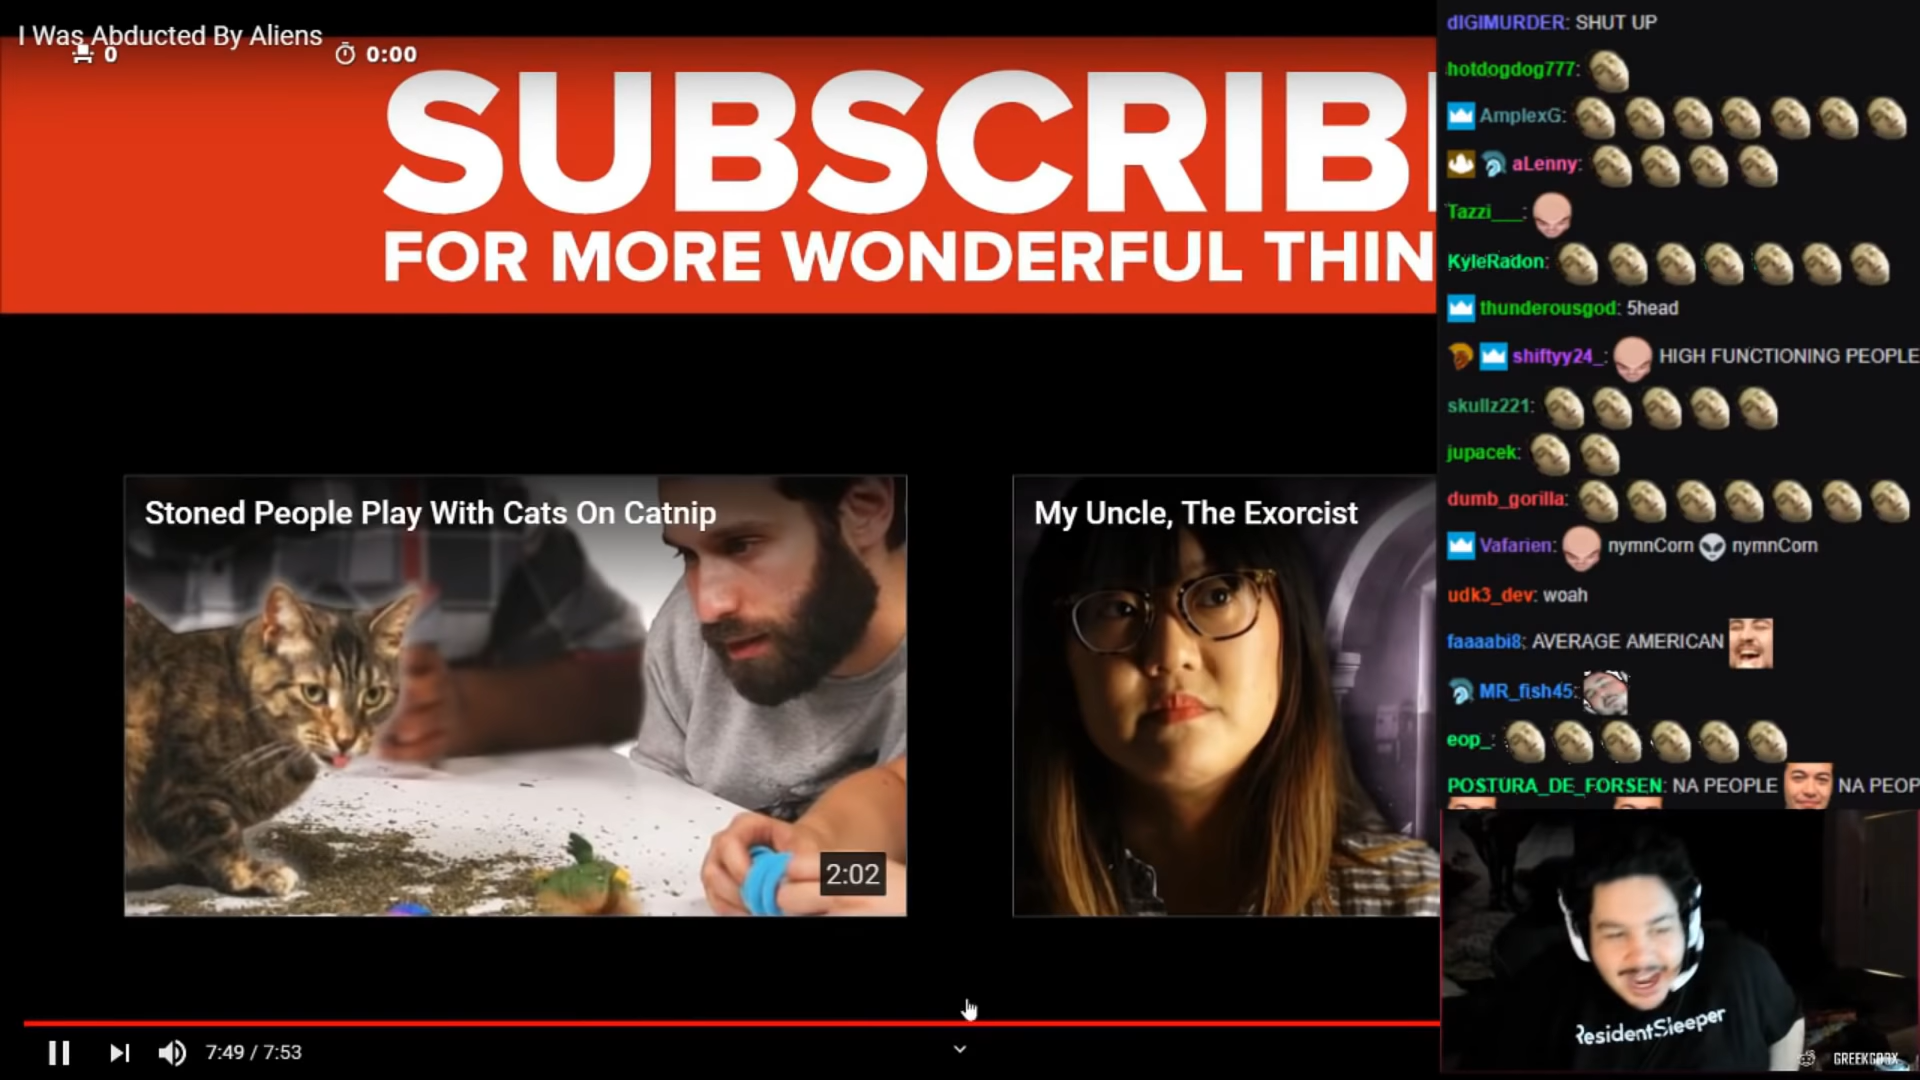 I Was Abducted By Aliens
0
0:00
SUBSCRIB
FOR MORE WONDERFUL THIN
Stoned People Play With Cats On Catnip
2:02
My Uncle, The Exorcist
7:49 / 7:53
dIGIMURDER: SHUT UP
hotdogdog777:
AmplexG:
aLenny:
Tazzi___:
KyleRadon:
thunderousgod: 5head
shiftyy24_: HIGH FUNCTIONING PEOPLE
skullz221:
jupacek:
dumb_gorilla:
Vafarien: nymnCorn nymnCorn
udk3_dev: woah
faaaabi8: AVERAGE AMERICAN
MR_fish45:
eop_:
POSTURA_DE_FORSEN: NA PEOPLE NA PEOP
ResidentSleeper
GREEKGODX